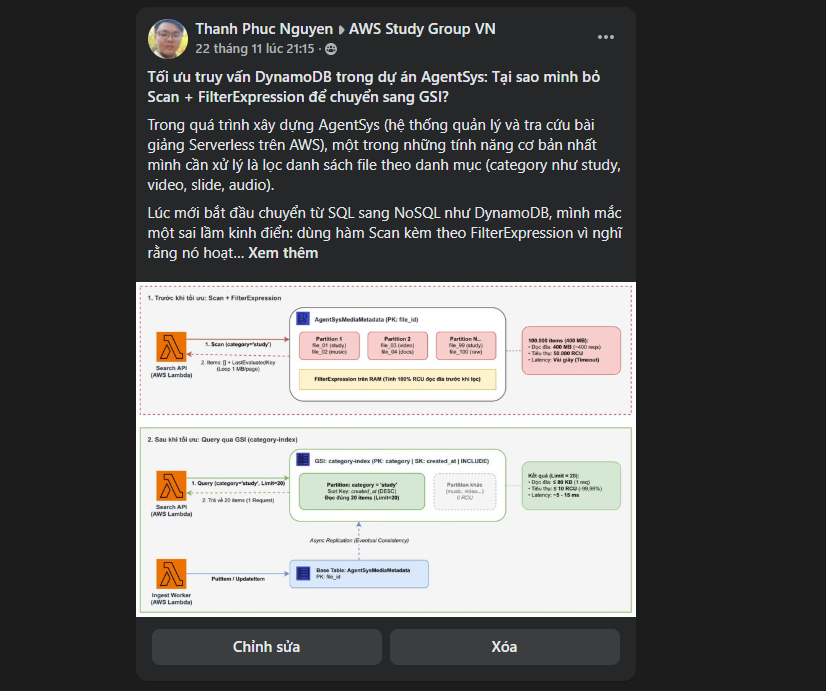 Thanh Phuc Nguyen ▸ AWS Study Group VN
22 tháng 11 lúc 21:15 ·
Tối ưu truy vấn DynamoDB trong dự án AgentSys: Tại sao mình bỏ
Scan + FilterExpression để chuyển sang GSI?
Trong quá trình xây dựng AgentSys (hệ thống quản lý và tra cứu bài
giảng Serverless trên AWS), một trong những tính năng cơ bản nhất
mình cần xử lý là lọc danh sách file theo danh mục (category như study,
video, slide, audio).
Lúc mới bắt đầu chuyển từ SQL sang NoSQL như DynamoDB, mình mắc
một sai lầm kinh điển: dùng hàm Scan kèm theo FilterExpression vì nghĩ
rằng nó hoạt... Xem thêm
1. Trước khi tối ưu: Scan + FilterExpression
AgentSysMediaMetadata (PK: file_id)
Partition 1
file_01 (study)
file_02 (music)
Partition 2
file_03 (video)
file_04 (docs)
Partition N...
file_99 (study)
file_100 (raw)
1. Scan (category='study')
2. Items: [] + LastEvaluatedKey
(Loop 1 MB/page)
Search API
(AWS Lambda)
FilterExpression trên RAM (Tính 100% RCU đọc đĩa trước khi lọc)
100.000 items (400 MB):
• Đọc đĩa: 400 MB (~400 reqs)
• Tiêu thụ: 50.000 RCU
• Latency: Vài giây (Timeout)
2. Sau khi tối ưu: Query qua GSI (category-index)
GSI: category-index (PK: category | SK: created_at | INCLUDE)
1. Query (category='study', Limit=20)
2. Trả về 20 items (1 Request)
Search API
(AWS Lambda)
Partition: category = 'study'
Sort Key: created_at (DESC)
Đọc đúng 20 items (Limit=20)
Partition khác
(music, video...)
0 RCU
Kết quả (Limit = 20):
• Đọc đĩa: ≤ 80 KB (1 req)
• Tiêu thụ: ≤ 10 RCU (-99,98%)
• Latency: ~5 - 15 ms
Async Replication (Eventual Consistency)
PutItem / UpdateItem
Base Table: AgentSysMediaMetadata
PK: file_id
Ingest Worker
(AWS Lambda)
Chỉnh sửa
Xóa